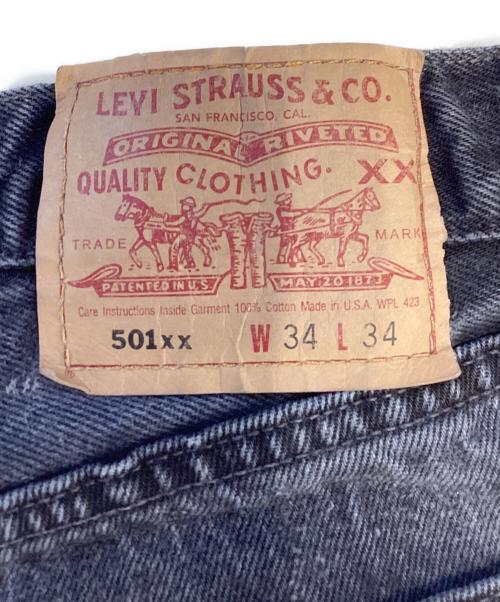 LEVI STRAUSS & CO.
SAN FRANCISCO, CAL.
ORIGINAL RIVETED
QUALITY CLOTHING. XX
TRADE MARK
PATENTED IN U.S. MAY 20 1873
Care Instructions Inside Garment 100% Cotton Made in U.S.A. WPL 423
501xx W 34 L 34
®